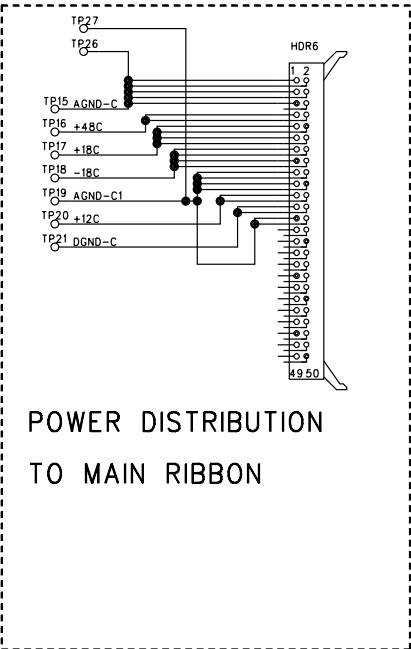 TP27
TP26
HDR6
1 2
TP15 AGND-C
TP16 +48C
TP17 +18C
TP18 -18C
TP19 AGND-C1
TP20 +12C
TP21 DGND-C
49 50
POWER DISTRIBUTION
TO MAIN RIBBON